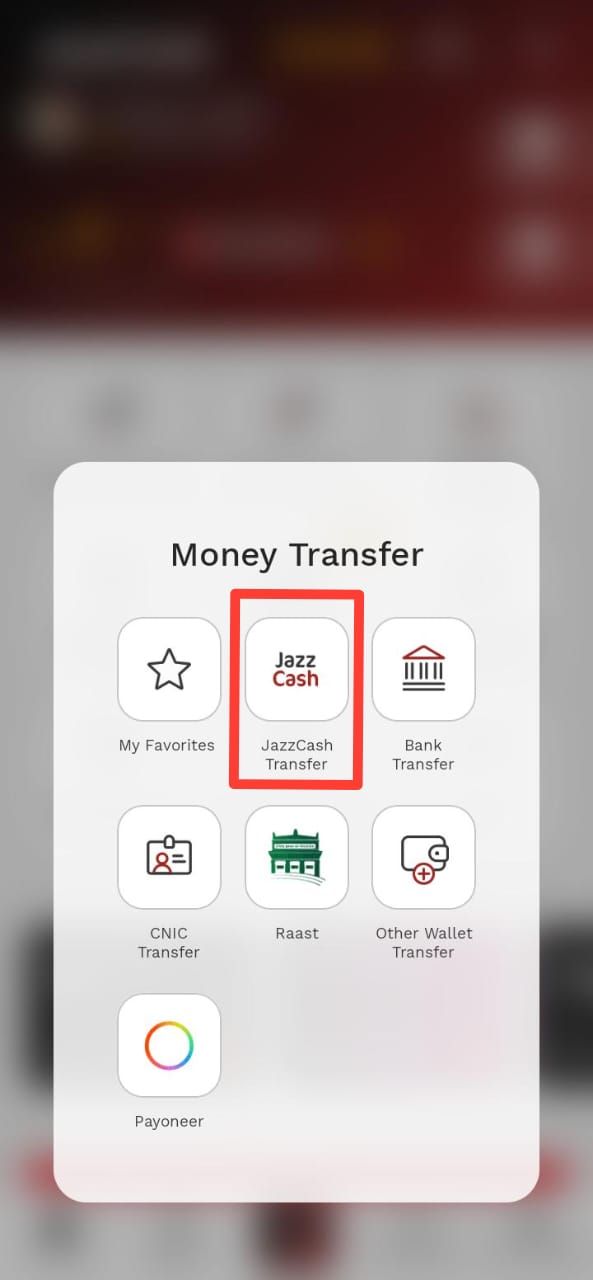 Money Transfer
Jazz
Cash
My Favorites
JazzCash
Transfer
Bank
Transfer
CNIC
Transfer
Raast
Other Wallet
Transfer
Payoneer